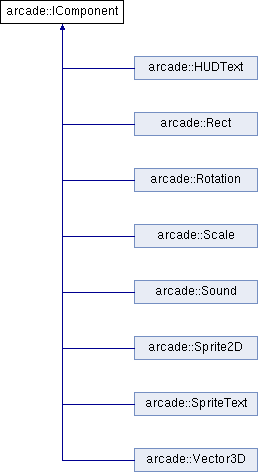 arcade::IComponent
arcade::HUDText
arcade::Rect
arcade::Rotation
arcade::Scale
arcade::Sound
arcade::Sprite2D
arcade::SpriteText
arcade::Vector3D